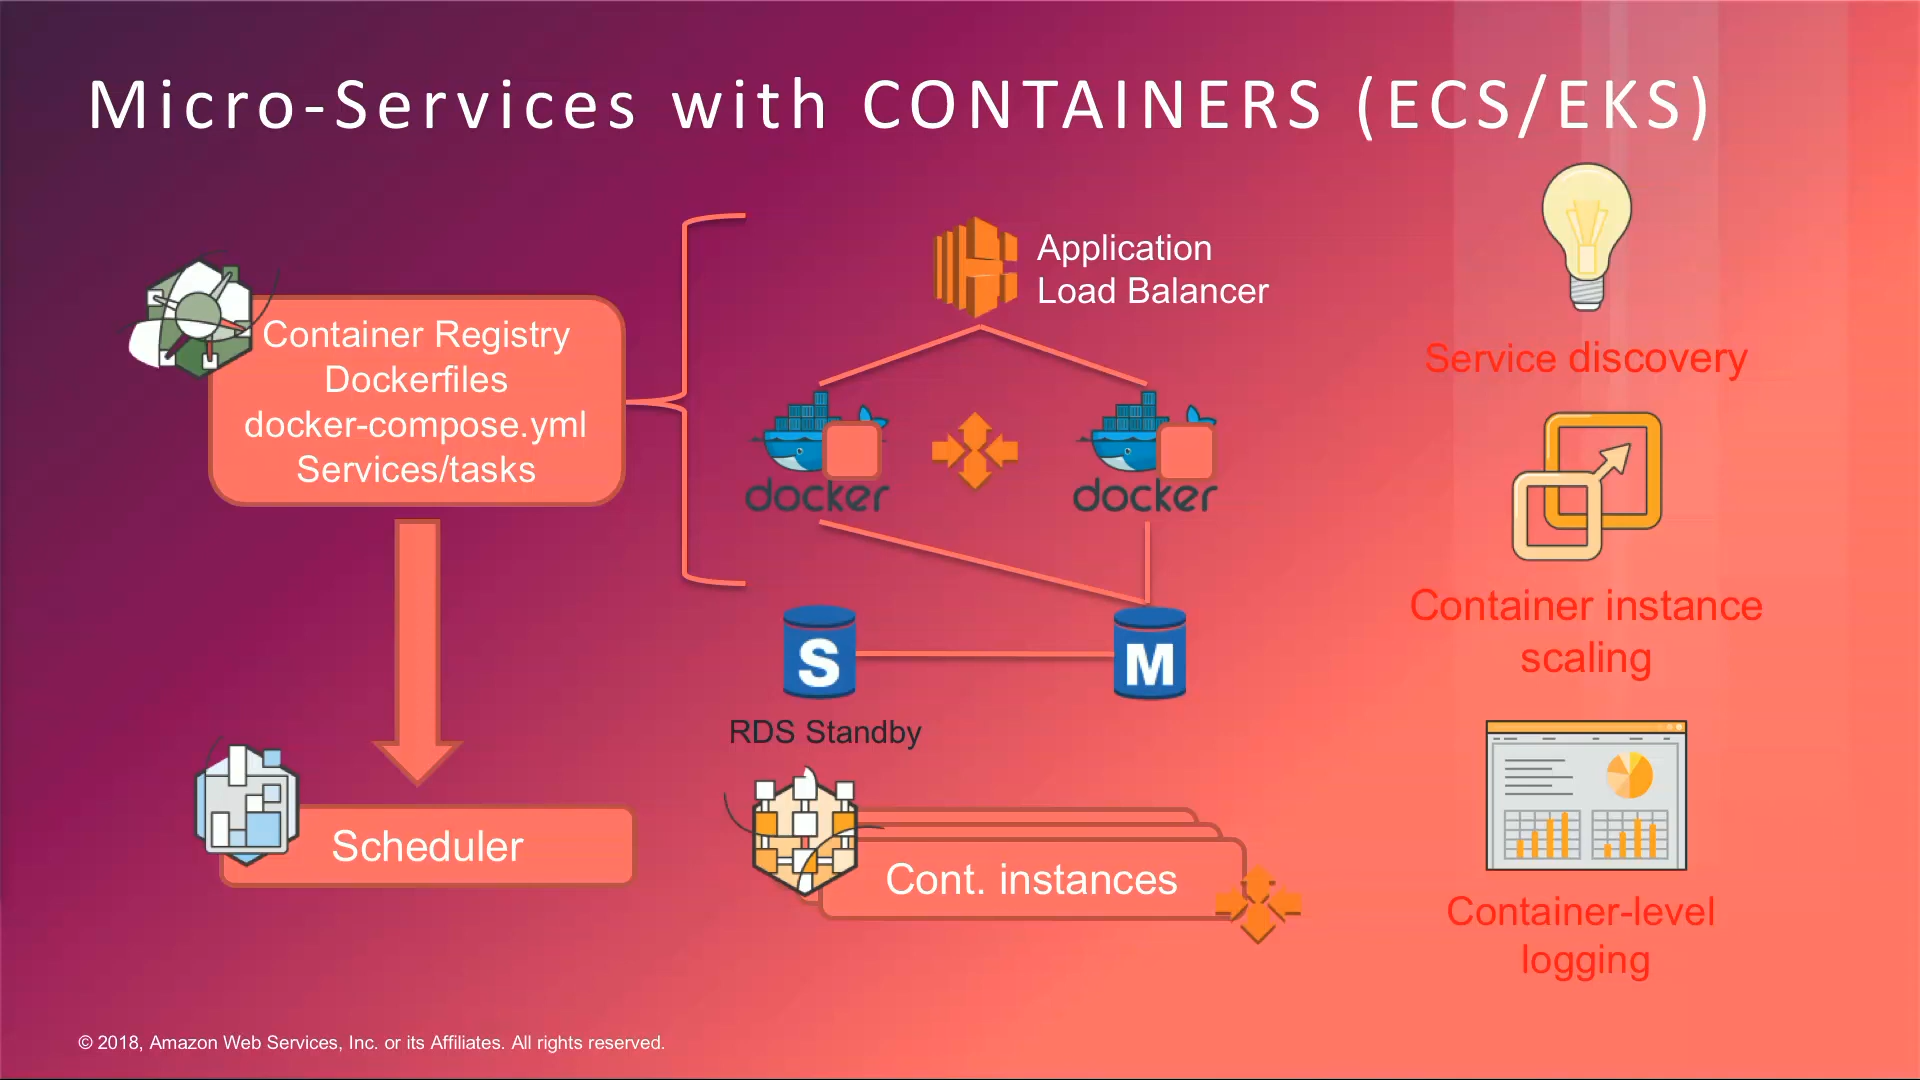 Micro-Services with CONTAINERS (ECS/EKS)
Container Registry
Dockerfiles
docker-compose.yml
Services/tasks
Scheduler
Application
Load Balancer
docker
docker
S
M
RDS Standby
Cont. instances
Service discovery
Container instance
scaling
Container-level
logging
© 2018, Amazon Web Services, Inc. or its Affiliates. All rights reserved.